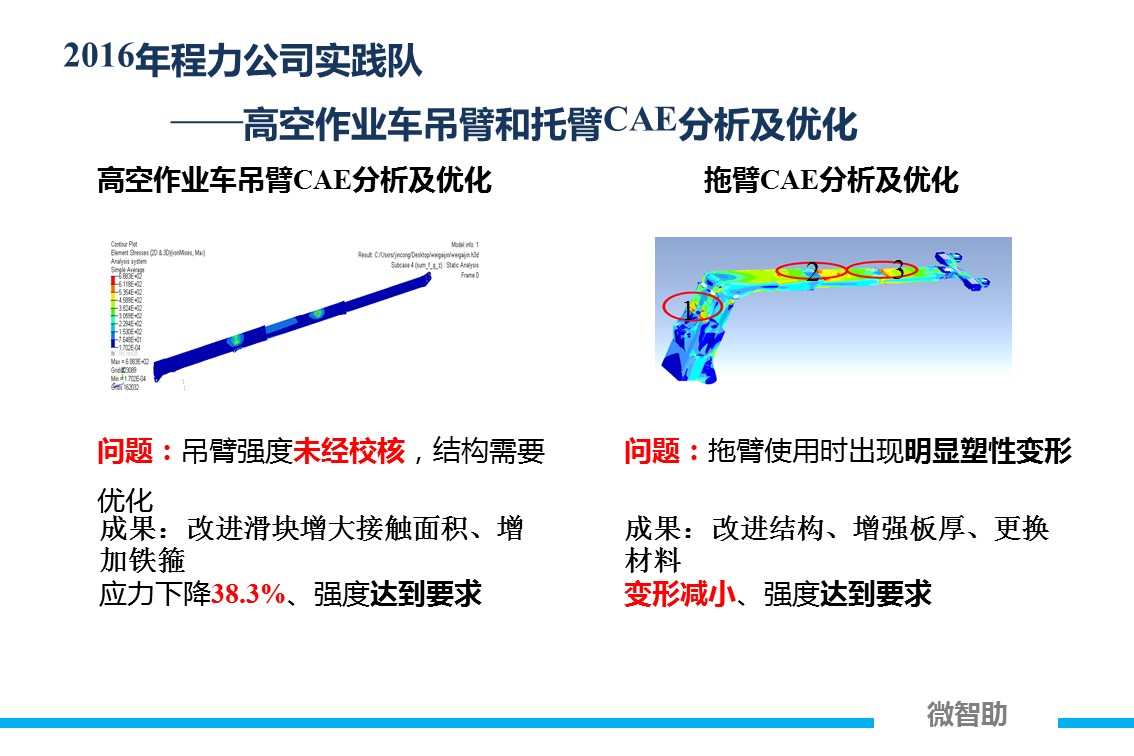 2016年程力公司实践队
——高空作业车吊臂和托臂CAE分析及优化
高空作业车吊臂CAE分析及优化
拖臂CAE分析及优化
Contour Plot
Element Stresses (2D & 3D)(vonMises, Max)
Analysis system
Simple Average
6.883E+02
6.118E+02
5.354E+02
4.589E+02
3.824E+02
3.059E+02
2.294E+02
1.530E+02
7.648E+01
1.702E-04
Max = 6.883E+02
Min = 1.702E-04
Grids 162032
Model info: 1
Result: C:/Users/jincong/Desktop/weigaijin/weigaijin.h3d
Subcase 4 (ium_f_g_z) : Static Analysis
Frame 0
1
2
3
问题：吊臂强度未经校核，结构需要
优化
成果：改进滑块增大接触面积、增
加铁箍
应力下降38.3%、强度达到要求
问题：拖臂使用时出现明显塑性变形
成果：改进结构、增强板厚、更换
材料
变形减小、强度达到要求
微智助